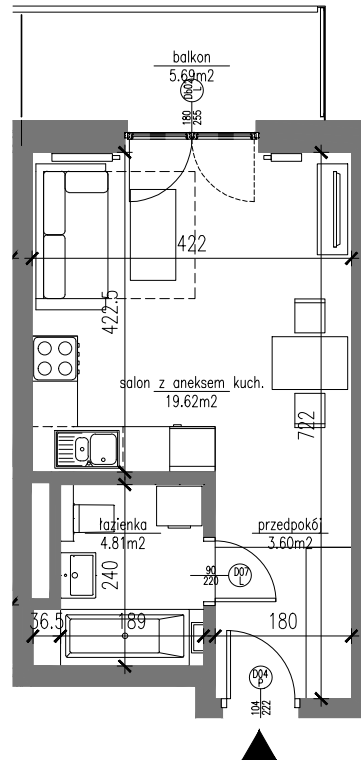 balkon
5.69m2
Db04
L
180
255
422
422.5
salon z aneksem kuch.
19.62m2
722
łazienka
4.81m2
przedpokój
3.60m2
240
90
220
D07
L
36.5
189
180
D04
P
104
222